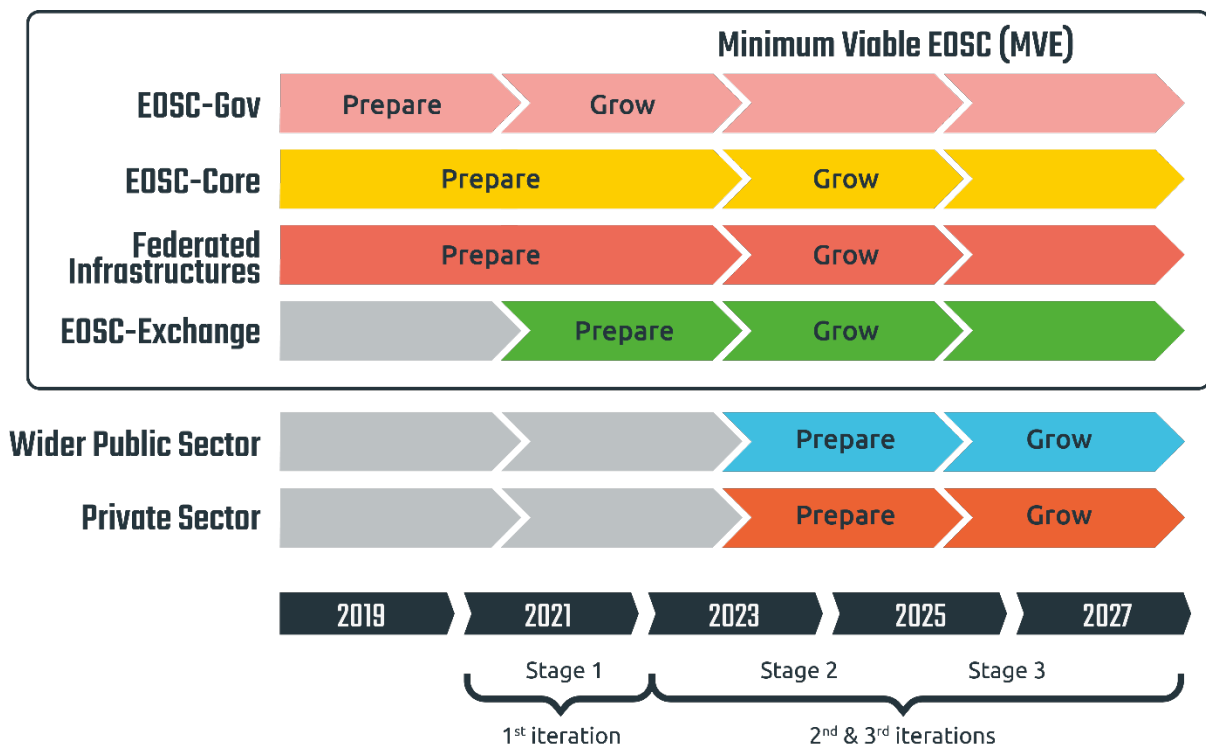 Minimum Viable EOSC (MVE)
EOSC-Gov
Prepare
Grow
EOSC-Core
Prepare
Grow
Federated
Infrastructures
Prepare
Grow
EOSC-Exchange
Prepare
Grow
Wider Public Sector
Prepare
Grow
Private Sector
Prepare
Grow
2019
2021
2023
2025
2027
Stage 1
Stage 2
Stage 3
1st iteration
2nd & 3rd iterations